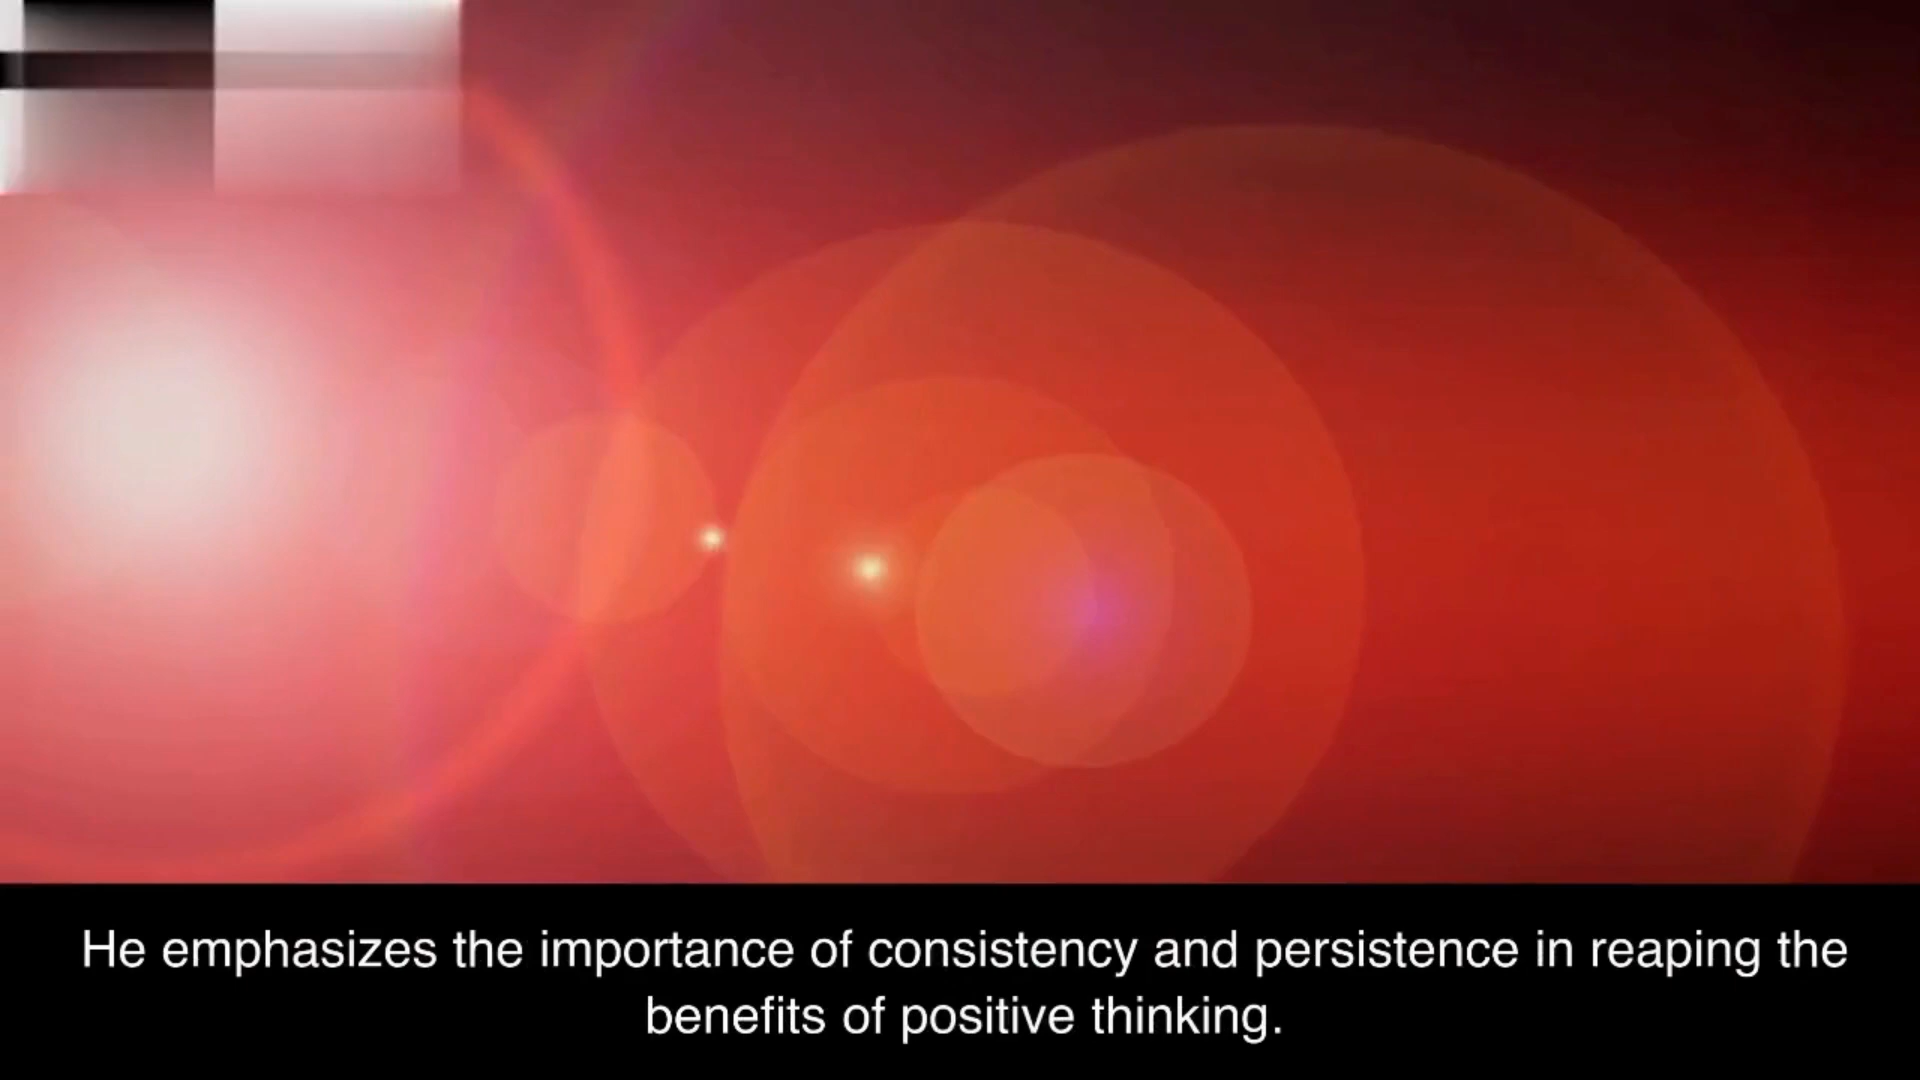 He emphasizes the importance of consistency and persistence in reaping the
benefits of positive thinking.